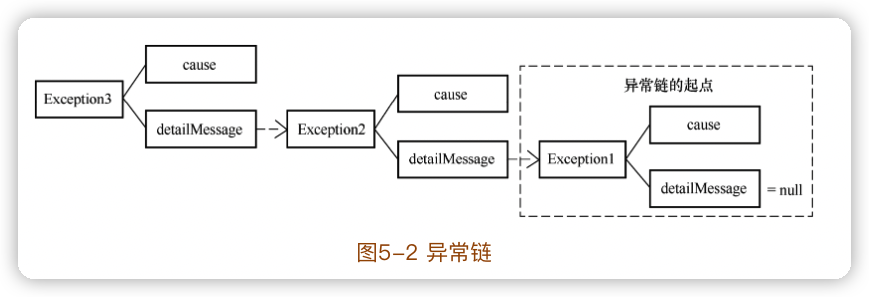 异常链的起点
cause
cause
cause
Exception3
detailMessage
Exception2
detailMessage
Exception1
detailMessage
= null
图5-2 异常链